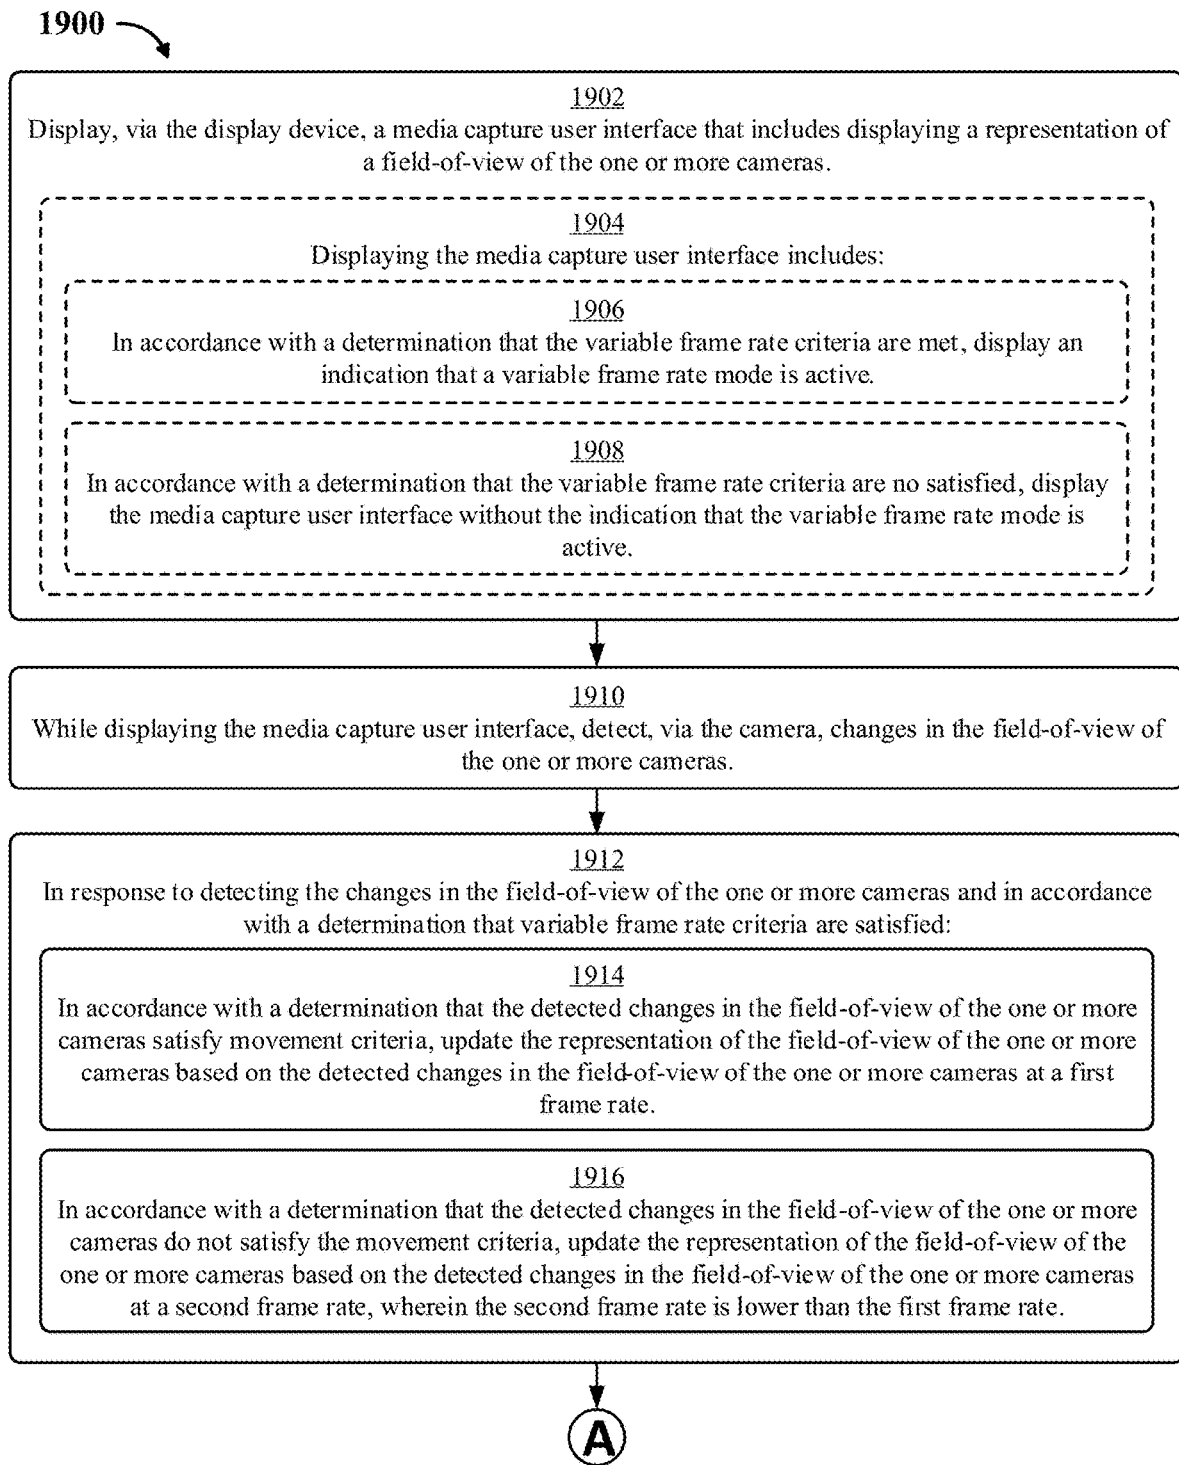 1900
1902
Display, via the display device, a media capture user interface that includes displaying a representation of
a field-of-view of the one or more cameras.
1904
Displaying the media capture user interface includes:
1906
In accordance with a determination that the variable frame rate criteria are met, display an
indication that a variable frame rate mode is active.
1908
In accordance with a determination that the variable frame rate criteria are no satisfied, display
the media capture user interface without the indication that the variable frame rate mode is
active.
1910
While displaying the media capture user interface, detect, via the camera, changes in the field-of-view of
the one or more cameras.
1912
In response to detecting the changes in the field-of-view of the one or more cameras and in accordance
with a determination that variable frame rate criteria are satisfied:
1914
In accordance with a determination that the detected changes in the field-of-view of the one or more
cameras satisfy movement criteria, update the representation of the field-of-view of the one or more
cameras based on the detected changes in the field-of-view of the one or more cameras at a first
frame rate.
1916
In accordance with a determination that the detected changes in the field-of-view of the one or more
cameras do not satisfy the movement criteria, update the representation of the field-of-view of the
one or more cameras based on the detected changes in the field-of-view of the one or more cameras
at a second frame rate, wherein the second frame rate is lower than the first frame rate.
A